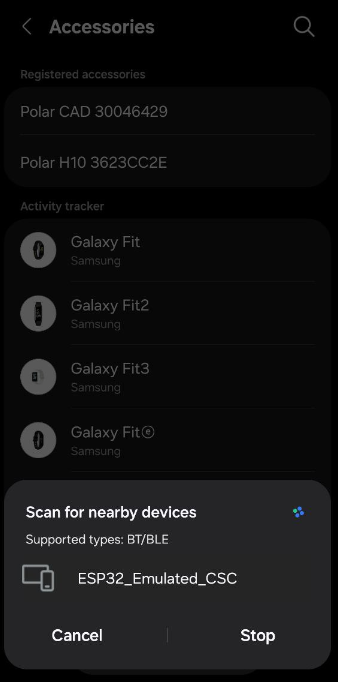 Accessories
Registered accessories
Polar CAD 30046429
Polar H10 3623CC2E
Activity tracker
Galaxy Fit
Samsung
Galaxy Fit2
Samsung
Galaxy Fit3
Samsung
Galaxy Fitⓔ
Samsung
Scan for nearby devices
Supported types: BT/BLE
ESP32_Emulated_CSC
Cancel
Stop